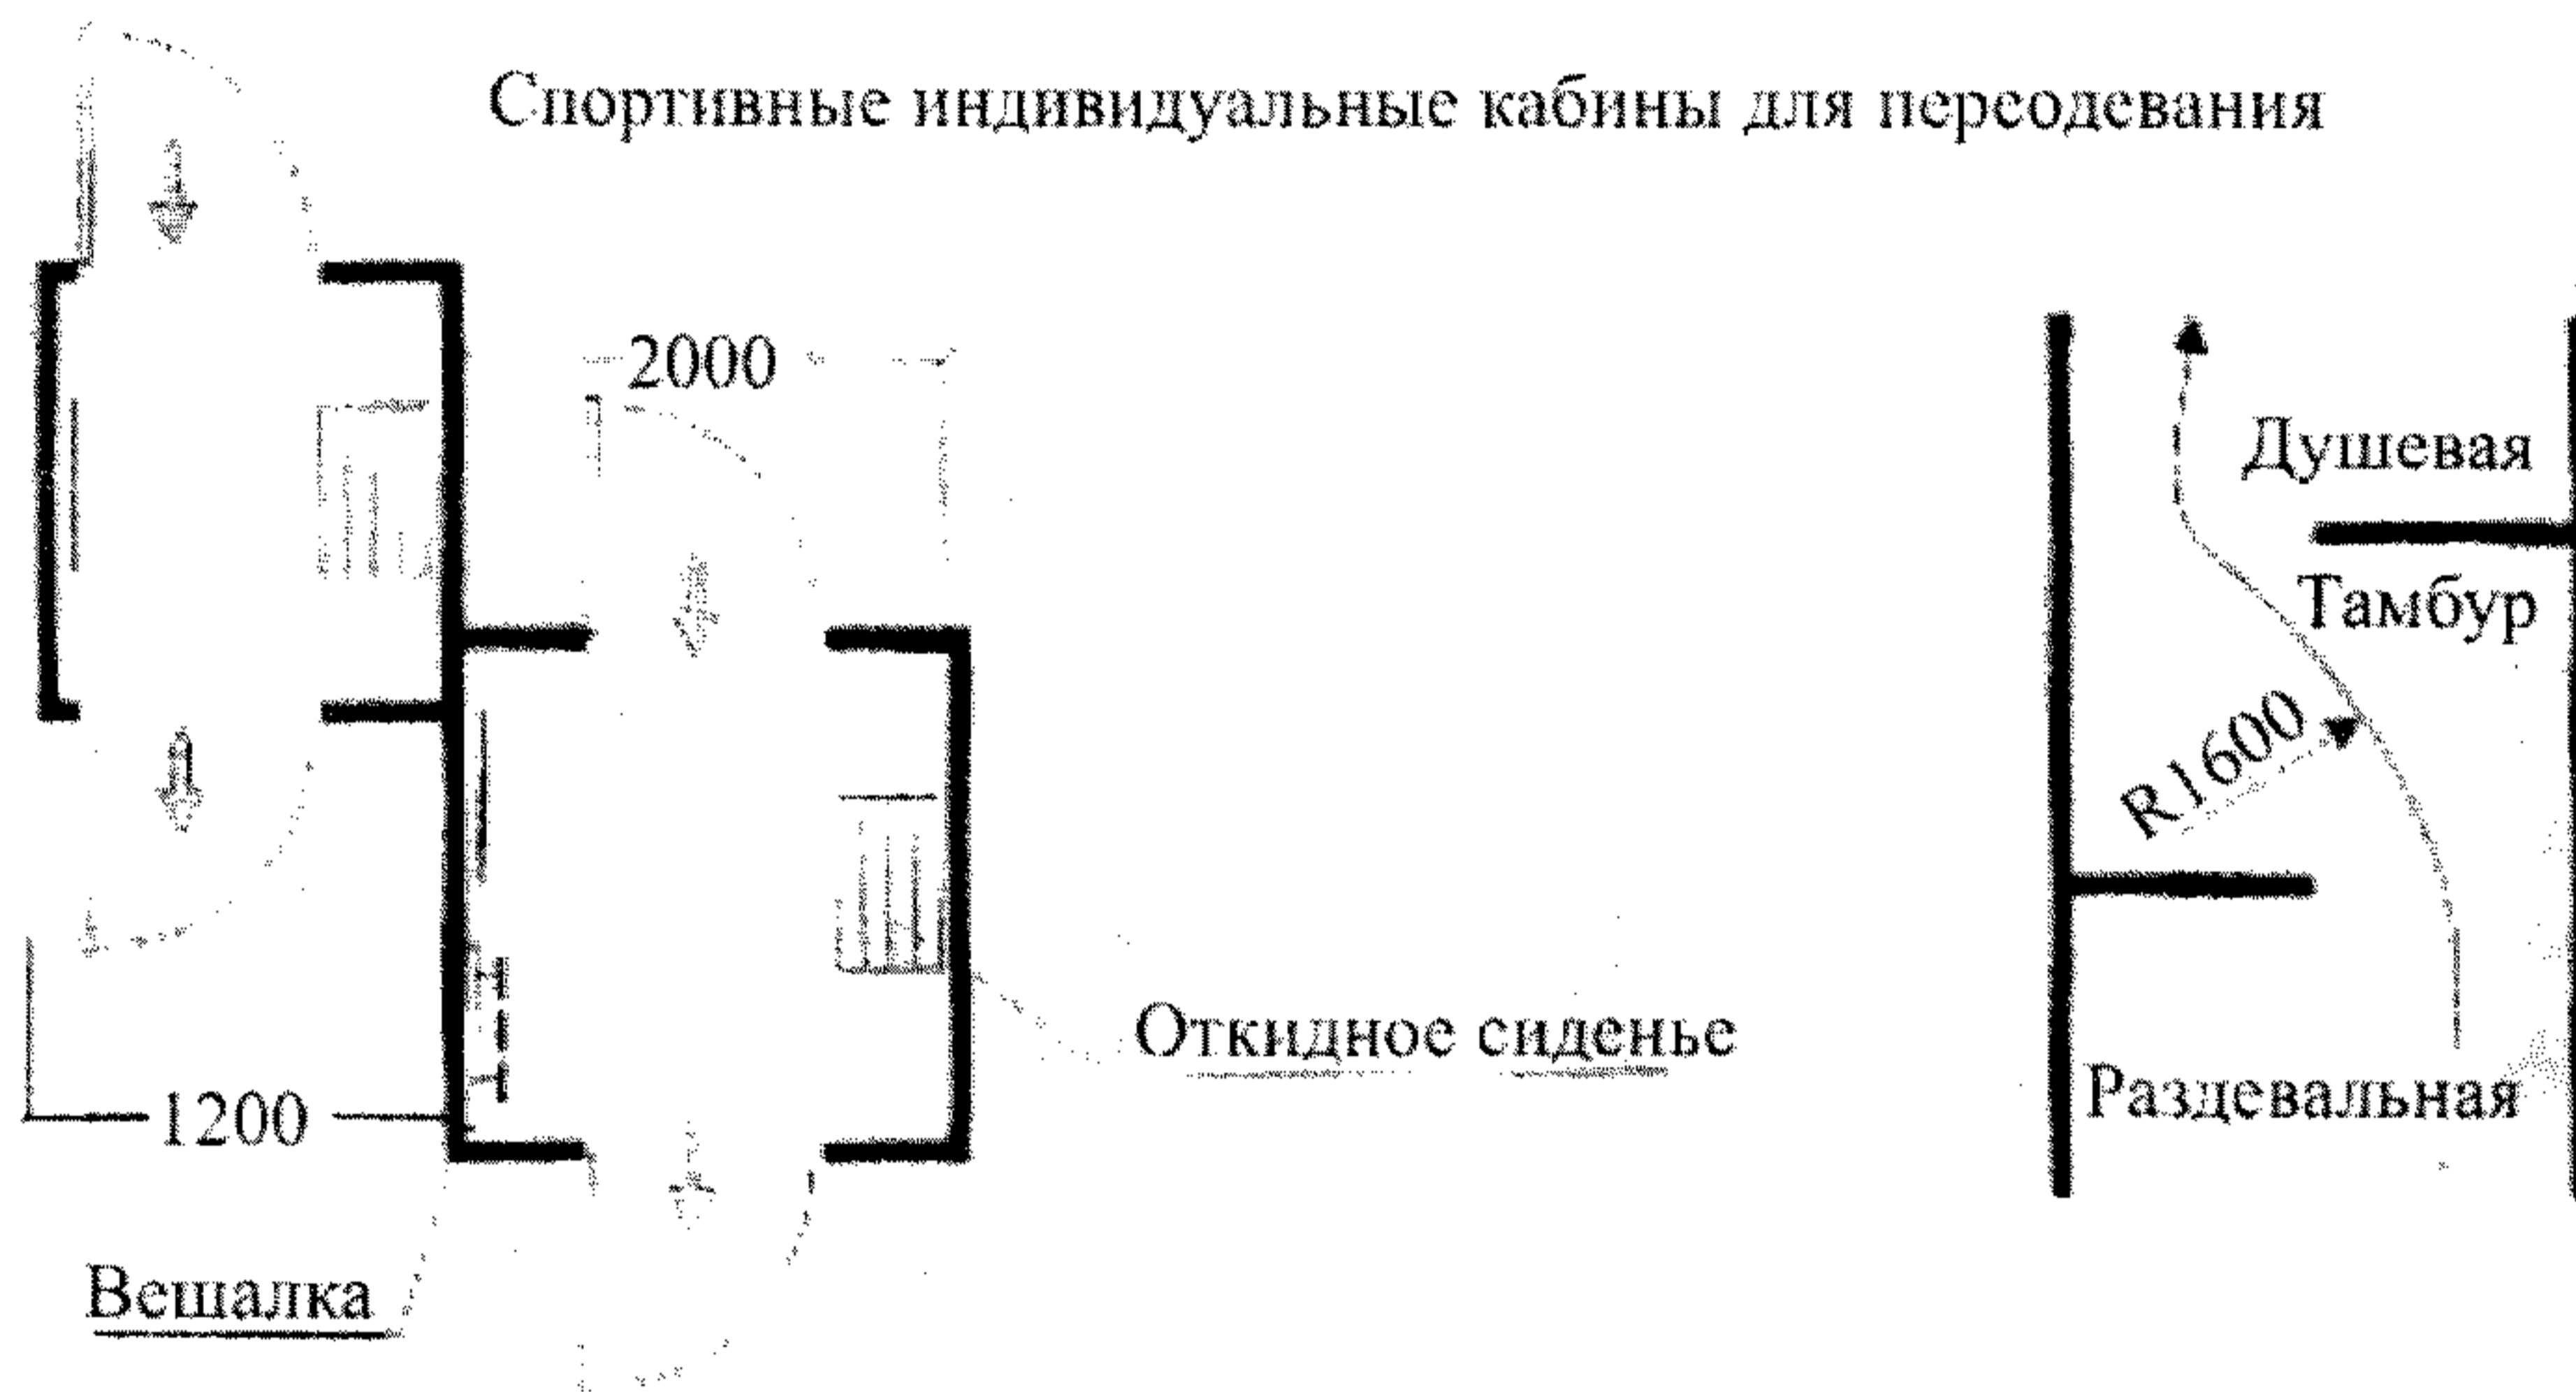 Спортивные индивидуальные кабины для переодевания
2000
Душевая
Тамбур
R1600
Откидное сиденье
Раздевальная
1200
Вешалка